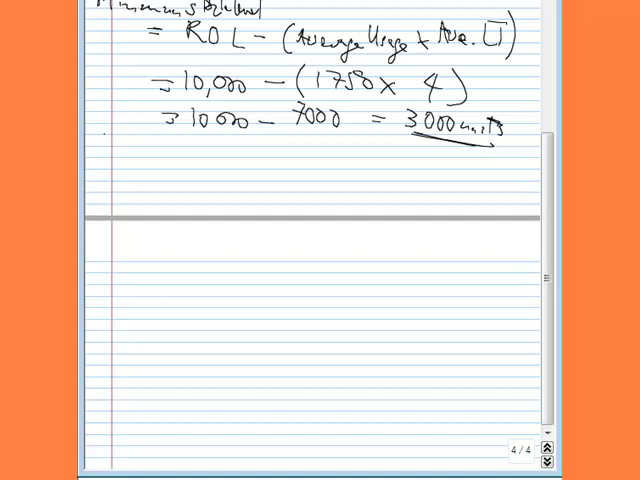 Minimum stock level
= ROL - (Average Usage x Ave. LT)
= 10,000 - (1750 x 4)
= 10000 - 7000 = 3000 units
4 / 4